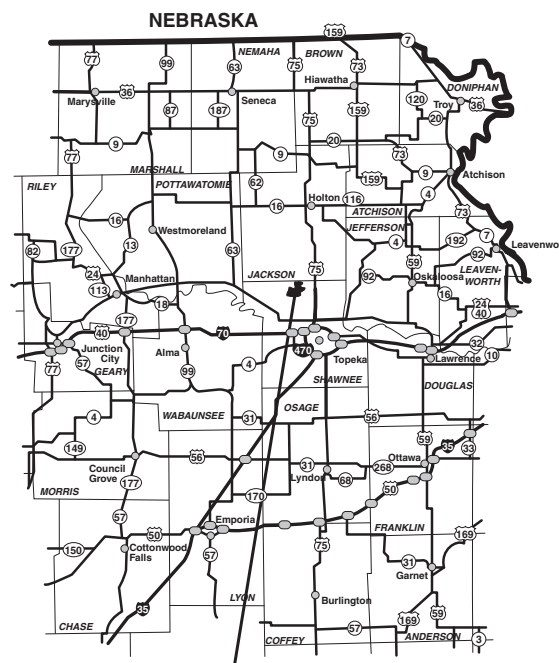 NEBRASKA
159
7
77
99
NEMAHA
63
75
BROWN
73
DONIPHAN
Hiawatha
Marysville
36
87
187
Seneca
75
159
120
Troy
36
20
9
77
9
20
73
MARSHALL
RILEY
POTTAWATOMIE
62
159
9
Atchison
16
Holton
116
4
ATCHISON
JEFFERSON
73
16
Westmoreland
82
177
13
63
4
192
7
Leavenwo
92
59
JACKSON
75
92
Oskaloosa
LEAVEN-
WORTH
24
113
Manhattan
16
18
24
40
177
40
70
32
Junction
City
Alma
470
Topeka
Lawrence
10
77
57
GEARY
99
4
SHAWNEE
DOUGLAS
WABAUNSEE
OSAGE
4
31
56
59
35
33
149
Council
Grove
56
31
Lyndon
268
Ottawa
68
MORRIS
177
170
50
57
50
Emporia
FRANKLIN
169
150
Cottonwood
Falls
57
75
31
Garnet
LYON
Burlington
35
59
169
CHASE
57
COFFEY
ANDERSON
3